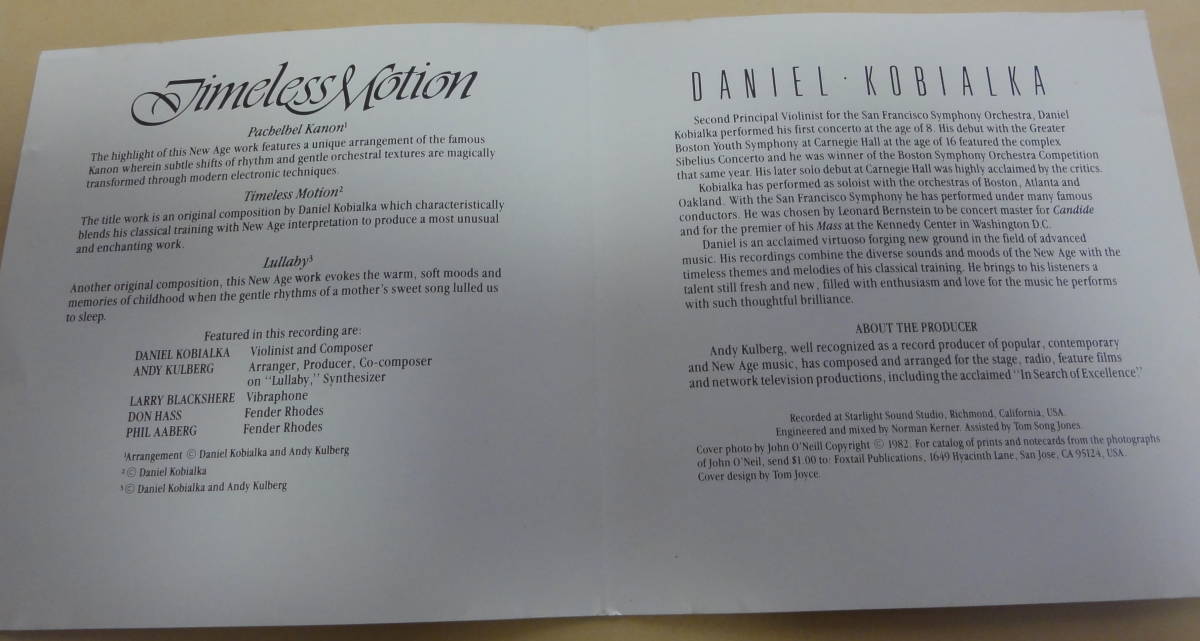 Timeless Motion
Pachelbel Kanon¹
The highlight of this New Age work features a unique arrangement of the famous
Kanon wherein subtle shifts of rhythm and gentle orchestral textures are magically
transformed through modern electronic techniques.
Timeless Motion²
The title work is an original composition by Daniel Kobialka which characteristically
blends his classical training with New Age interpretation to produce a most unusual
and enchanting work.
Lullaby³
Another original composition, this New Age work evokes the warm, soft moods and
memories of childhood when the gentle rhythms of a mother's sweet song lulled us
to sleep.
Featured in this recording are:
DANIEL KOBIALKA Violinist and Composer
ANDY KULBERG Arranger, Producer, Co-composer
on "Lullaby," Synthesizer
LARRY BLACKSHERE Vibraphone
DON HASS Fender Rhodes
PHIL AABERG Fender Rhodes
¹Arrangement © Daniel Kobialka and Andy Kulberg
² © Daniel Kobialka
³ © Daniel Kobialka and Andy Kulberg
DANIEL · KOBIALKA
Second Principal Violinist for the San Francisco Symphony Orchestra, Daniel
Kobialka performed his first concerto at the age of 8. His debut with the Greater
Boston Youth Symphony at Carnegie Hall at the age of 16 featured the complex
Sibelius Concerto and he was winner of the Boston Symphony Orchestra Competition
that same year. His later solo debut at Carnegie Hall was highly acclaimed by the critics.
Kobialka has performed as soloist with the orchestras of Boston, Atlanta and
Oakland. With the San Francisco Symphony he has performed under many famous
conductors. He was chosen by Leonard Bernstein to be concert master for Candide
and for the premier of his Mass at the Kennedy Center in Washington D.C.
Daniel is an acclaimed virtuoso forging new ground in the field of advanced
music. His recordings combine the diverse sounds and moods of the New Age with the
timeless themes and melodies of his classical training. He brings to his listeners a
talent still fresh and new, filled with enthusiasm and love for the music he performs
with such thoughtful brilliance.
ABOUT THE PRODUCER
Andy Kulberg, well recognized as a record producer of popular, contemporary
and New Age music, has composed and arranged for the stage, radio, feature films
and network television productions, including the acclaimed "In Search of Excellence."
Recorded at Starlight Sound Studio, Richmond, California, USA.
Engineered and mixed by Norman Kerner. Assisted by Tom Song Jones.
Cover photo by John O'Neill Copyright © 1982. For catalog of prints and notecards from the photographs
of John O'Neil, send $1.00 to: Foxtail Publications, 1649 Hyacinth Lane, San Jose, CA 95124, USA.
Cover design by Tom Joyce.